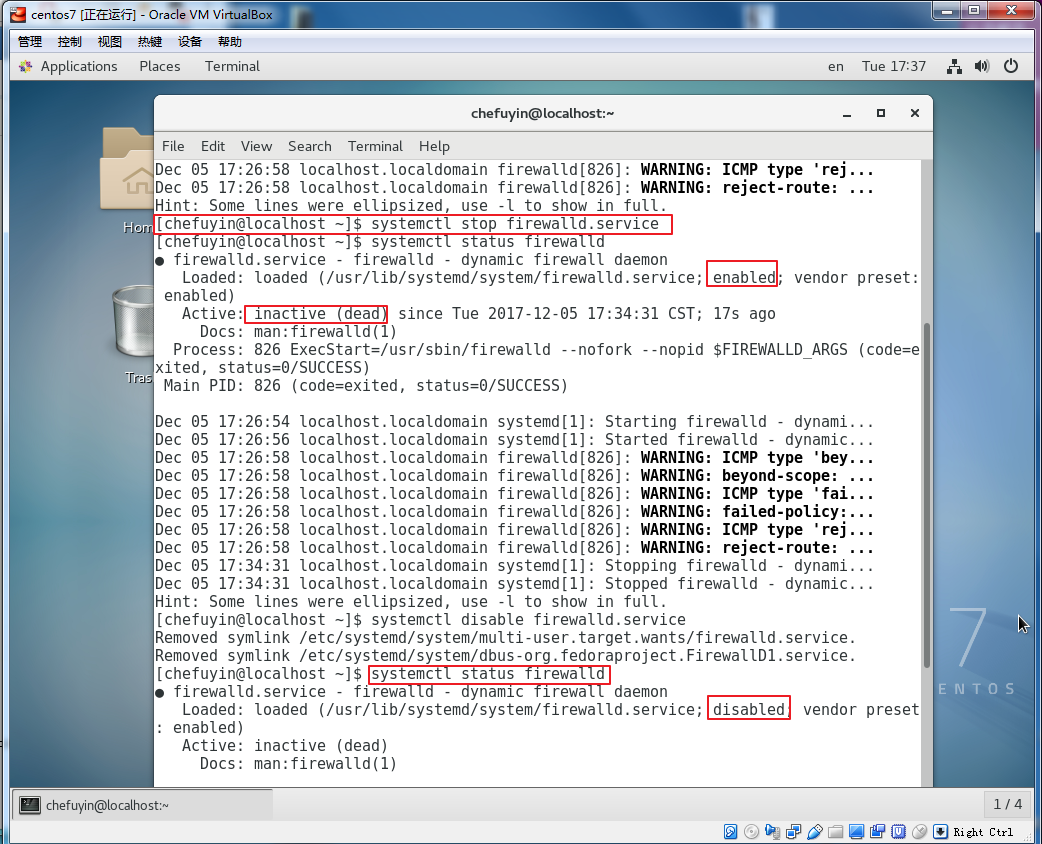 centos7 [正在运行] - Oracle VM VirtualBox
管理 控制 视图 热键 设备 帮助
Applications Places Terminal en Tue 17:37
chefuyin@localhost:~
File Edit View Search Terminal Help
Dec 05 17:26:58 localhost.localdomain firewalld[826]: WARNING: ICMP type 'rej...
Dec 05 17:26:58 localhost.localdomain firewalld[826]: WARNING: reject-route: ...
Hint: Some lines were ellipsized, use -l to show in full.
[chefuyin@localhost ~]$ systemctl stop firewalld.service
[chefuyin@localhost ~]$ systemctl status firewalld
● firewalld.service - firewalld - dynamic firewall daemon
Loaded: loaded (/usr/lib/systemd/system/firewalld.service; enabled; vendor preset:
enabled)
Active: inactive (dead) since Tue 2017-12-05 17:34:31 CST; 17s ago
Docs: man:firewalld(1)
Process: 826 ExecStart=/usr/sbin/firewalld --nofork --nopid $FIREWALLD_ARGS (code=e
xited, status=0/SUCCESS)
Main PID: 826 (code=exited, status=0/SUCCESS)
Dec 05 17:26:54 localhost.localdomain systemd[1]: Starting firewalld - dynami...
Dec 05 17:26:56 localhost.localdomain systemd[1]: Started firewalld - dynamic...
Dec 05 17:26:58 localhost.localdomain firewalld[826]: WARNING: ICMP type 'bey...
Dec 05 17:26:58 localhost.localdomain firewalld[826]: WARNING: beyond-scope: ...
Dec 05 17:26:58 localhost.localdomain firewalld[826]: WARNING: ICMP type 'fai...
Dec 05 17:26:58 localhost.localdomain firewalld[826]: WARNING: failed-policy:...
Dec 05 17:26:58 localhost.localdomain firewalld[826]: WARNING: ICMP type 'rej...
Dec 05 17:26:58 localhost.localdomain firewalld[826]: WARNING: reject-route: ...
Dec 05 17:34:31 localhost.localdomain systemd[1]: Stopping firewalld - dynami...
Dec 05 17:34:31 localhost.localdomain systemd[1]: Stopped firewalld - dynamic...
Hint: Some lines were ellipsized, use -l to show in full.
[chefuyin@localhost ~]$ systemctl disable firewalld.service
Removed symlink /etc/systemd/system/multi-user.target.wants/firewalld.service.
Removed symlink /etc/systemd/system/dbus-org.fedoraproject.FirewallD1.service.
[chefuyin@localhost ~]$ systemctl status firewalld
● firewalld.service - firewalld - dynamic firewall daemon
Loaded: loaded (/usr/lib/systemd/system/firewalld.service; disabled; vendor preset
: enabled)
Active: inactive (dead)
Docs: man:firewalld(1)
Hom
Tras
7
ENTOS
chefuyin@localhost:~ 1 / 4
Right Ctrl